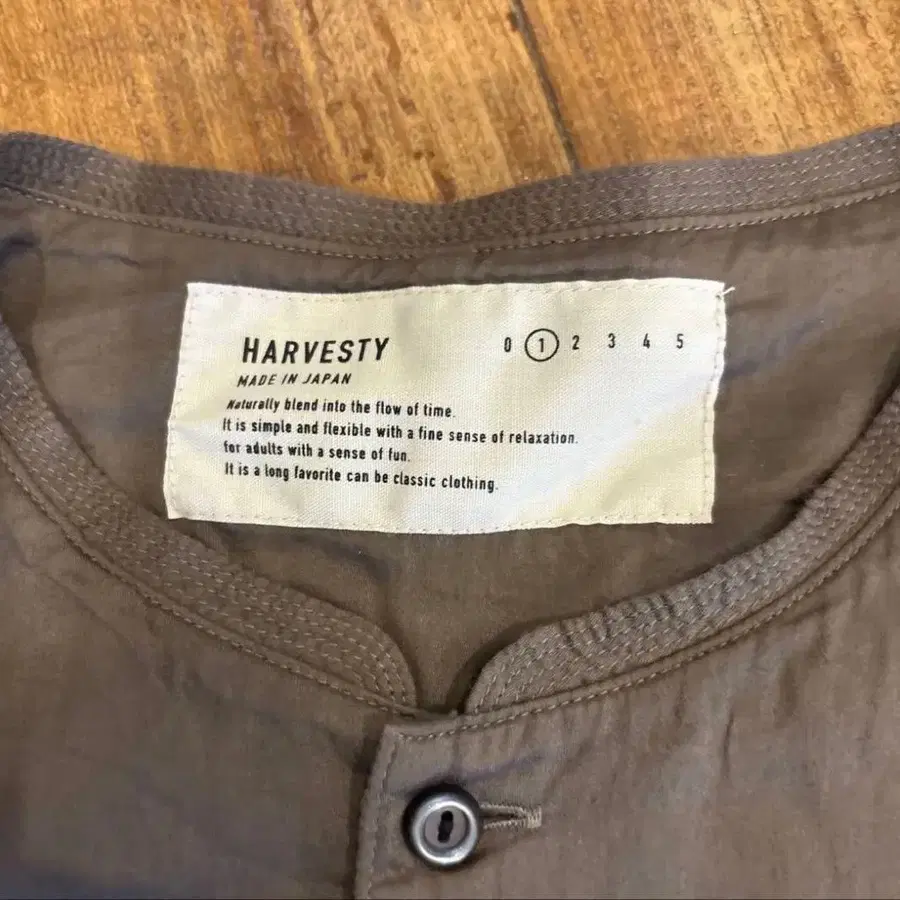 HARVESTY
0 1 2 3 4 5
MADE IN JAPAN
Naturally blend into the flow of time.
It is simple and flexible with a fine sense of relaxation.
for adults with a sense of fun.
It is a long favorite can be classic clothing.